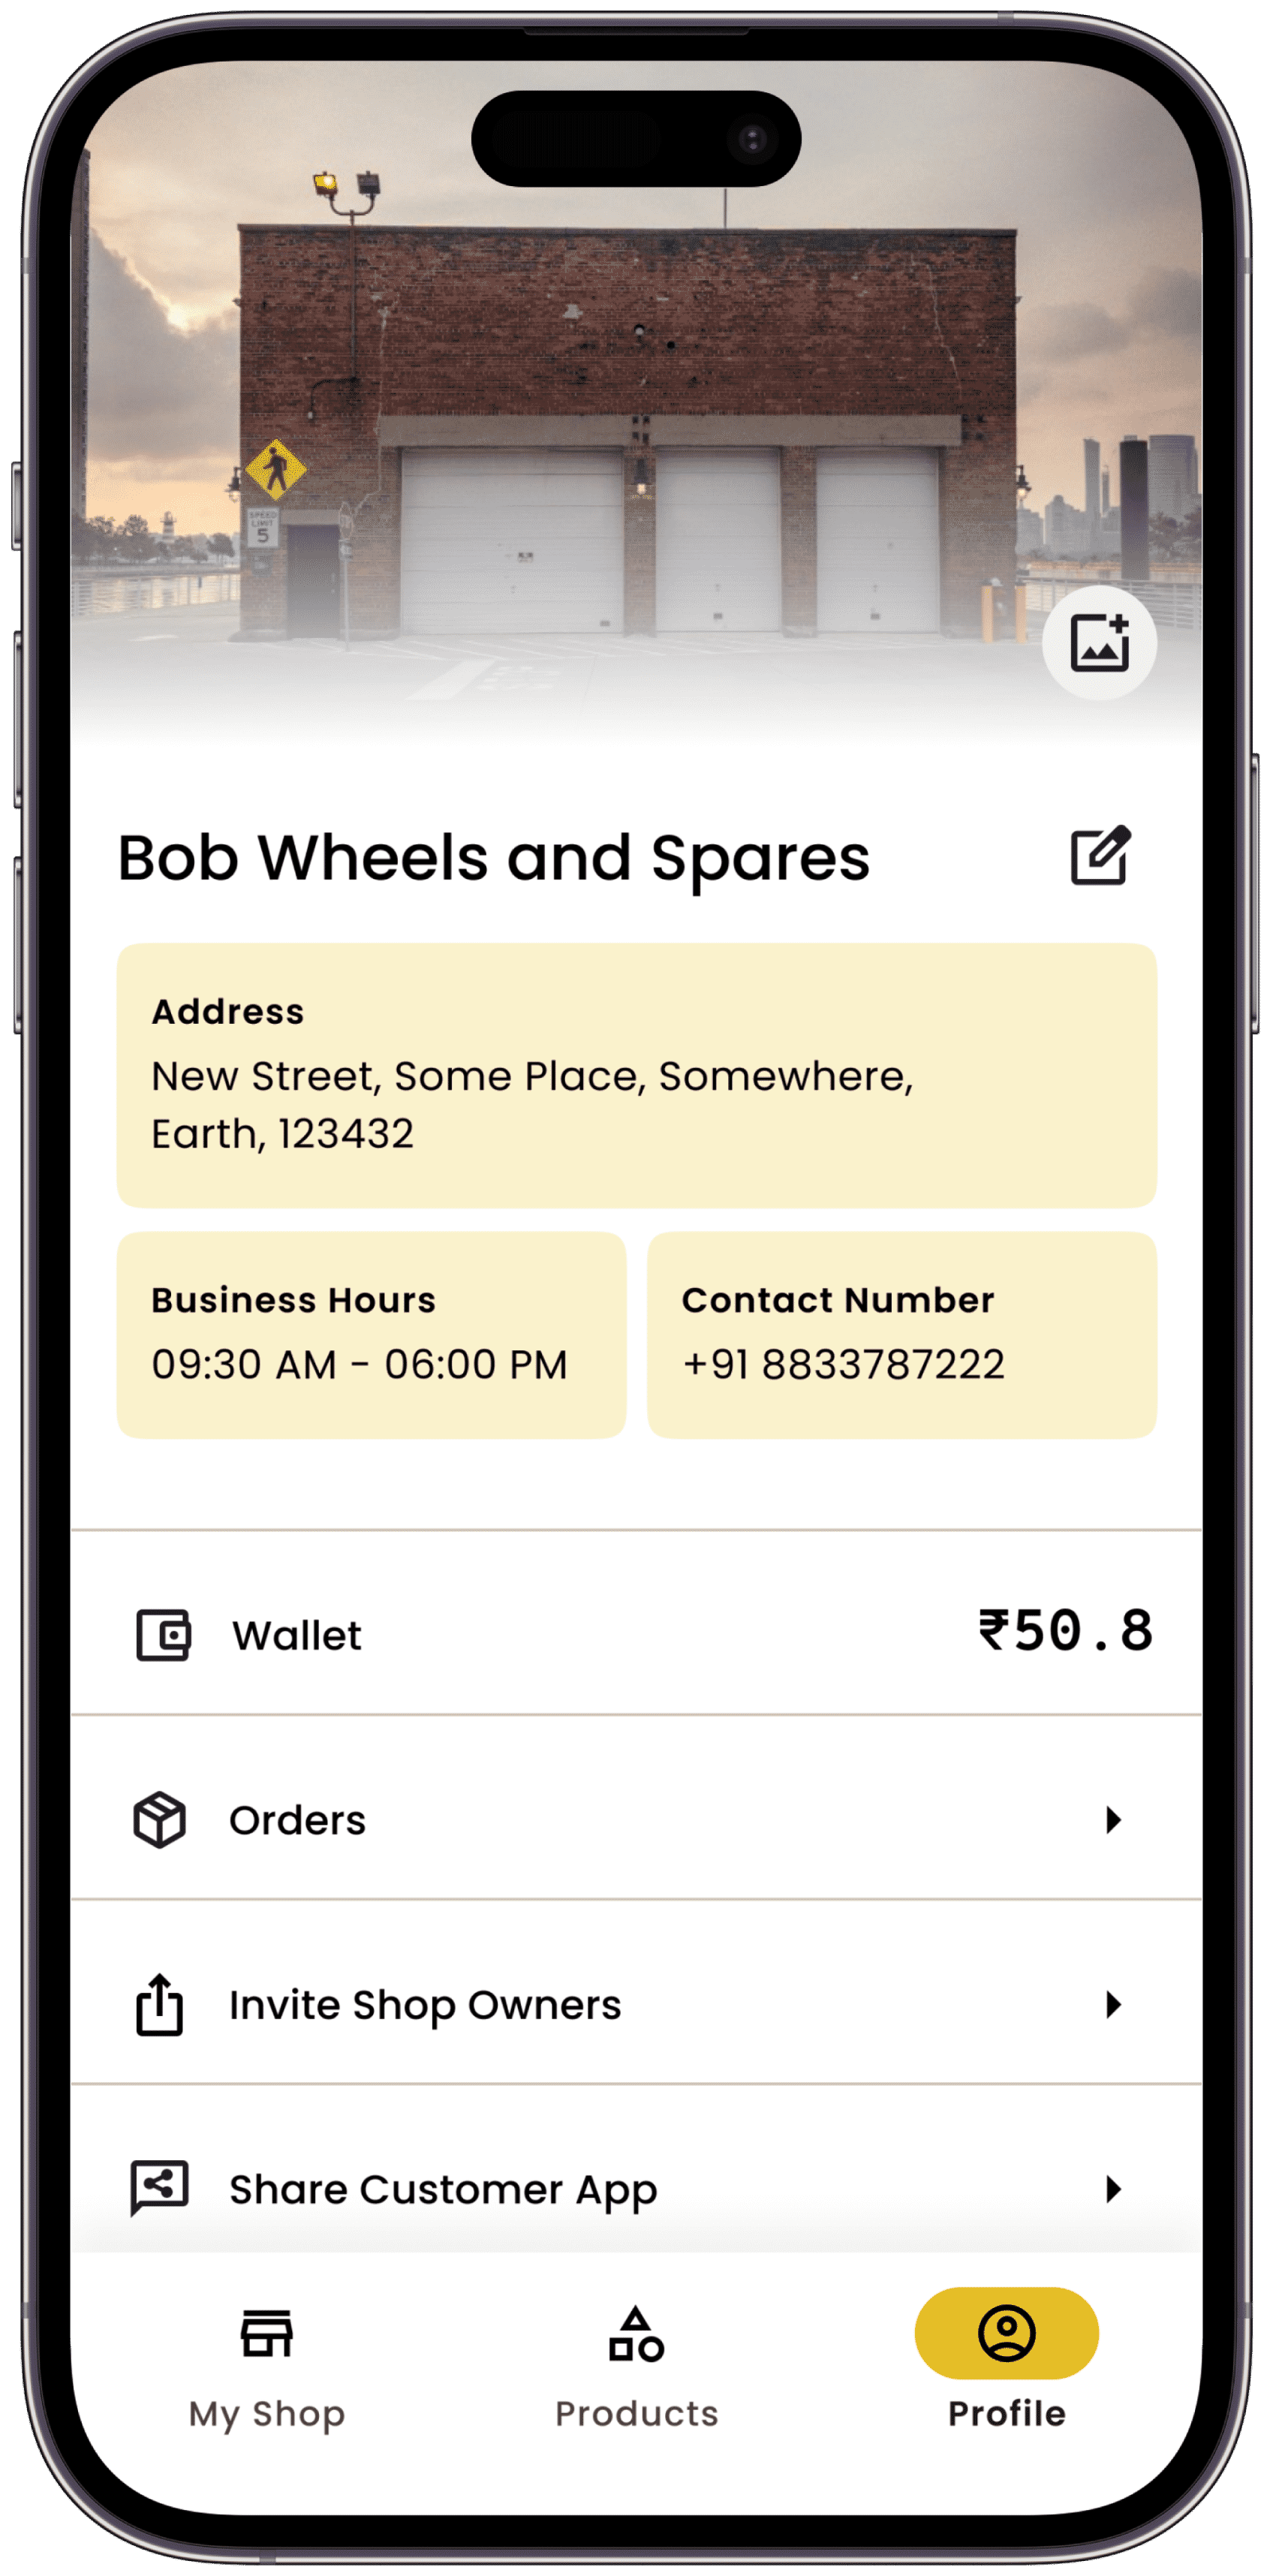 SPEED
LIMIT
5
Bob Wheels and Spares
Address
New Street, Some Place, Somewhere,
Earth, 123432
Business Hours
09:30 AM - 06:00 PM
Contact Number
+91 8833787222
Wallet
₹50.8
Orders
Invite Shop Owners
Share Customer App
My Shop
Products
Profile